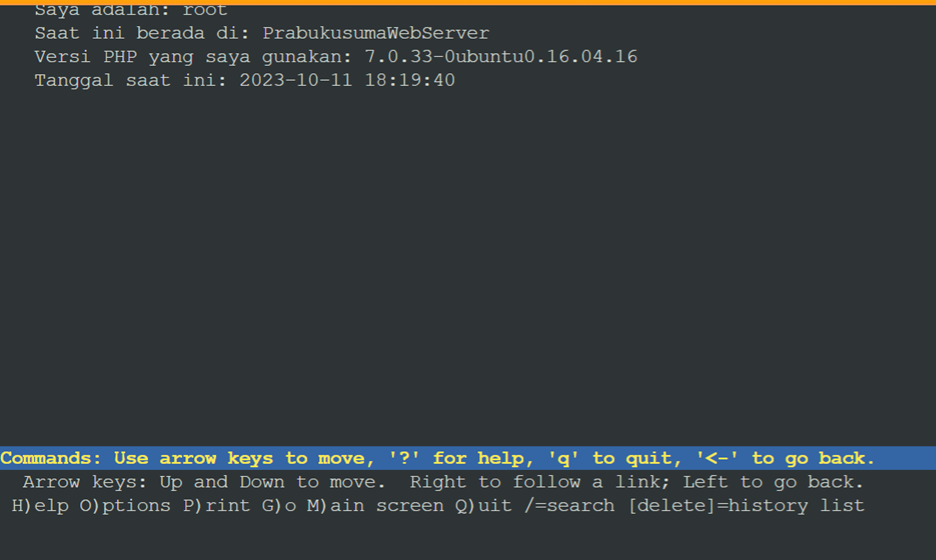 Saya adalah: root
Saat ini berada di: PrabukusumaWebServer
Versi PHP yang saya gunakan: 7.0.33-0ubuntu0.16.04.16
Tanggal saat ini: 2023-10-11 18:19:40
Commands: Use arrow keys to move, '?' for help, 'q' to quit, '<-' to go back.
Arrow keys: Up and Down to move.  Right to follow a link; Left to go back.
H)elp O)ptions P)rint G)o M)ain screen Q)uit /=search [delete]=history list